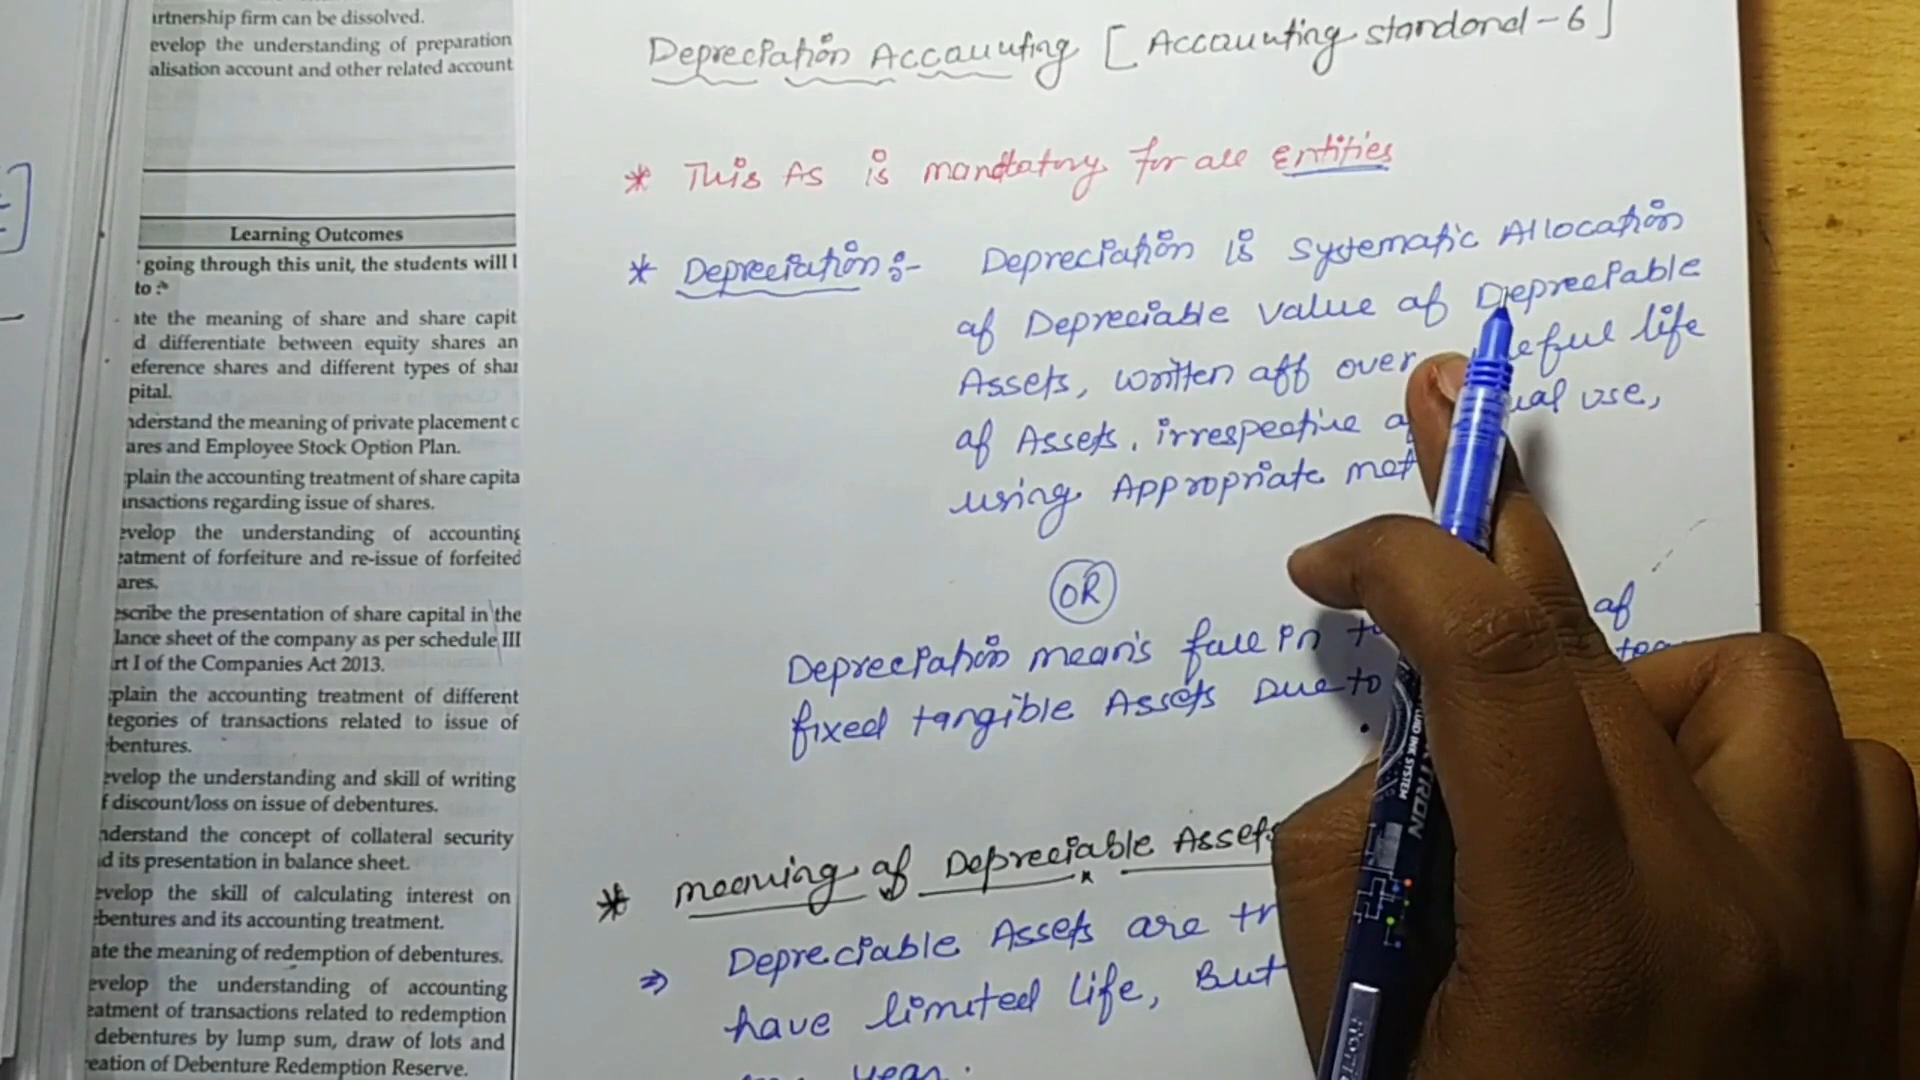 irtnership firm can be dissolved.
evelop the understanding of preparation
alisation account and other related account
Learning Outcomes
going through this unit, the students will
to :
ate the meaning of share and share capit
d differentiate between equity shares an
eference shares and different types of shar
pital.
nderstand the meaning of private placement c
ares and Employee Stock Option Plan.
plain the accounting treatment of share capita
nsactions regarding issue of shares.
evelop the understanding of accounting
eatment of forfeiture and re-issue of forfeited
ares.
escribe the presentation of share capital in the
lance sheet of the company as per schedule III
rt I of the Companies Act 2013.
plain the accounting treatment of different
tegories of transactions related to issue of
bentures.
evelop the understanding and skill of writing
f discount/loss on issue of debentures.
nderstand the concept of collateral security
d its presentation in balance sheet.
evelop the skill of calculating interest on
bentures and its accounting treatment.
ate the meaning of redemption of debentures.
evelop the understanding of accounting
eatment of transactions related to redemption
debentures by lump sum, draw of lots and
reation of Debenture Redemption Reserve.
Depreciation Accounting [Accounting standard-6]
* This AS is mandatory for all Entities
* Depreciation :- Depreciation is Systematic Allocation
of Depreciable value of Depreciable
Assets, written off over useful life
of Assets, irrespective of use,
using Appropriate met
OR
Depreciation means fall in of
fixed tangible Assets Due to
* meaning of Depreciable Assets
⇒ Depreciable Assets are
have limited life, But
year.